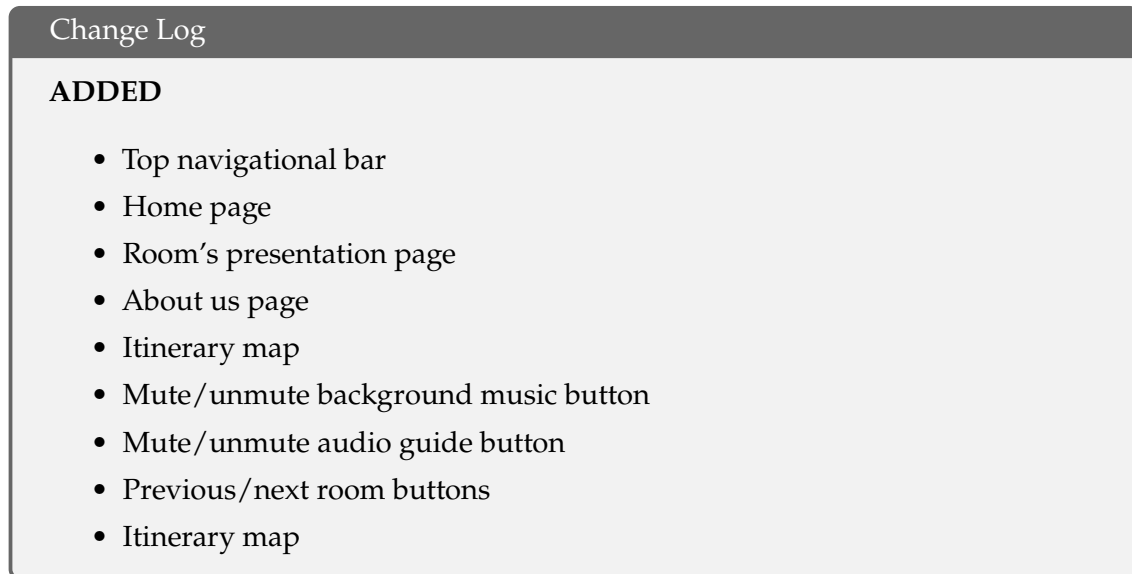 Change Log
ADDED
• Top navigational bar
• Home page
• Room's presentation page
• About us page
• Itinerary map
• Mute/unmute background music button
• Mute/unmute audio guide button
• Previous/next room buttons
• Itinerary map